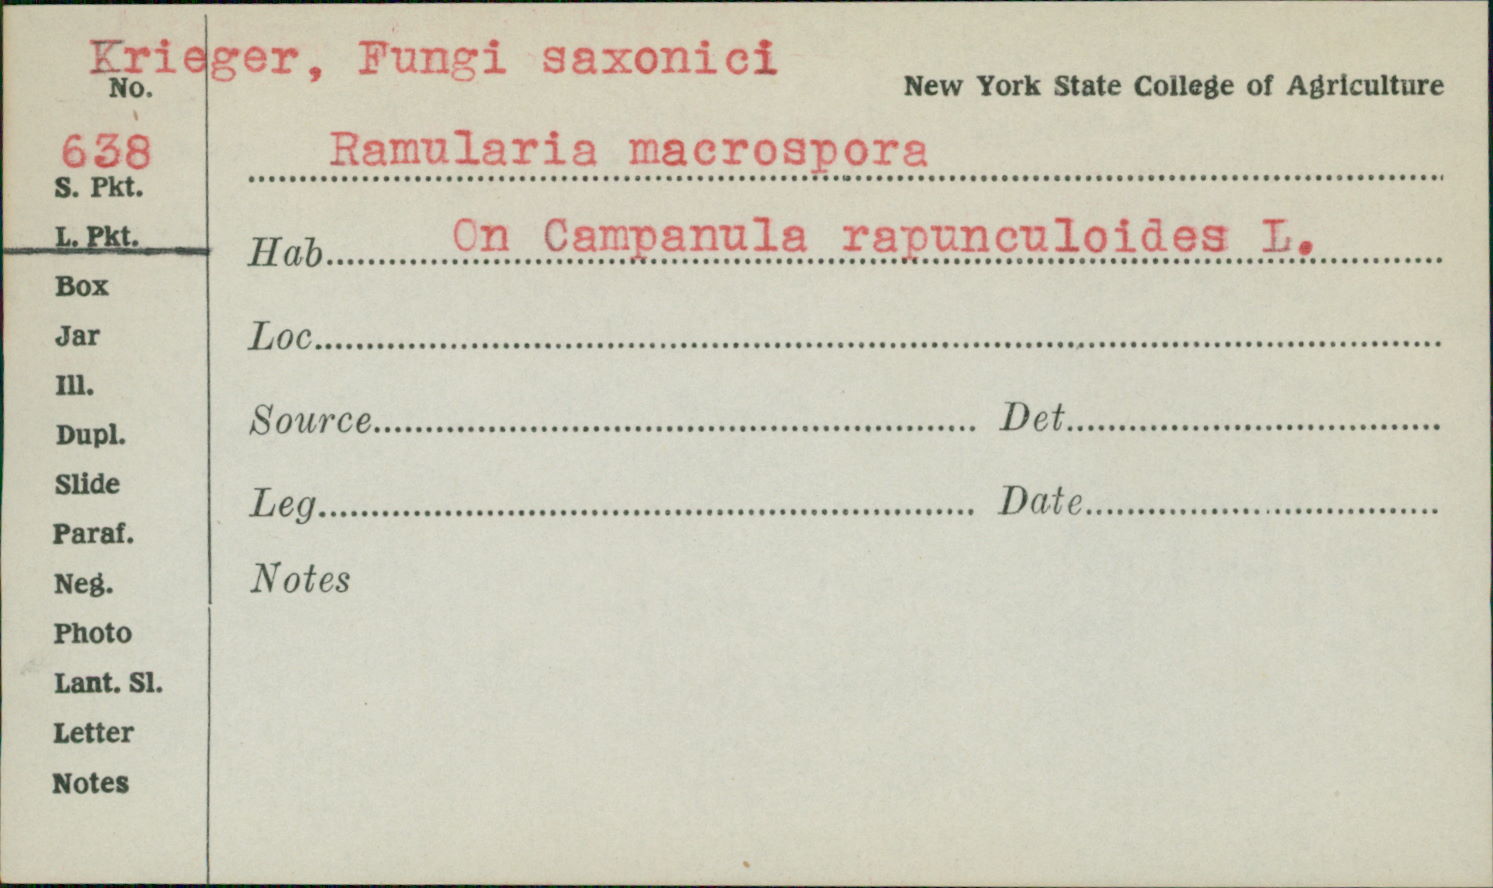 Krieger, Fungi saxonici
No.
New York State College of Agriculture
638
Ramularia macrospora
S. Pkt.
L. Pkt.
Hab. On Campanula rapunculoides L.
Box
Jar
Loc.
Ill.
Source Det.
Dupl.
Slide
Leg. Date
Paraf.
Neg.
Notes
Photo
Lant. Sl.
Letter
Notes